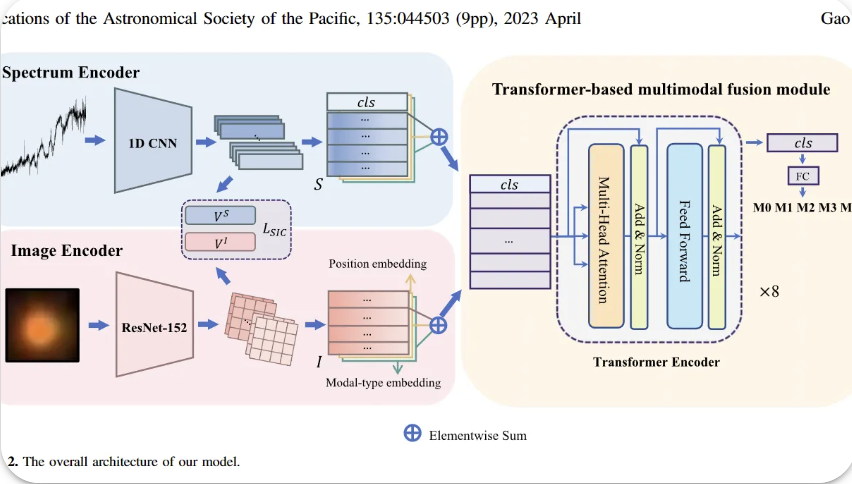 cations of the Astronomical Society of the Pacific, 135:044503 (9pp), 2023 April
Gao
Spectrum Encoder
1D CNN
cls
...
...
...
...
S
V^S
V^I
L_SIC
Image Encoder
ResNet-152
Position embedding
...
...
...
...
I
Modal-type embedding
Transformer-based multimodal fusion module
cls
...
Multi-Head Attention
Add & Norm
Feed Forward
Add & Norm
cls
FC
M0 M1 M2 M3 M
×8
Transformer Encoder
Elementwise Sum
2. The overall architecture of our model.